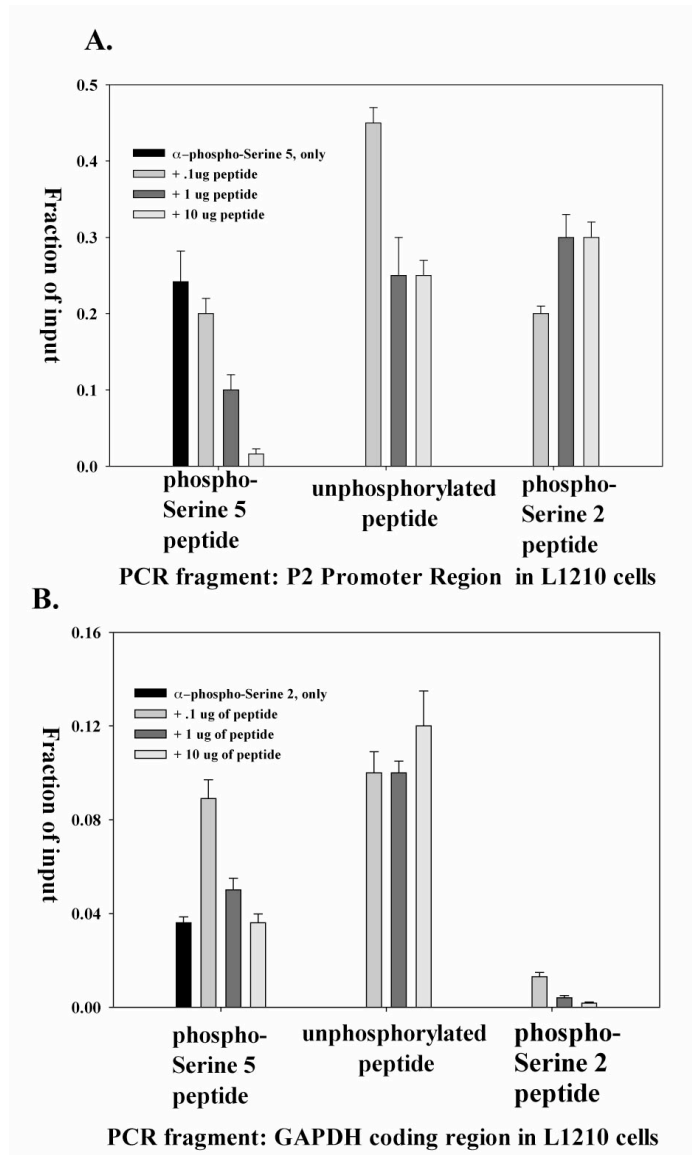 A.
Fraction of input
0.5
0.4
0.3
0.2
0.1
0.0
α–phospho-Serine 5, only
+ .1ug peptide
+ 1 ug peptide
+ 10 ug peptide
phospho-
Serine 5
peptide
unphosphorylated
peptide
phospho-
Serine 2
peptide
PCR fragment: P2 Promoter Region in L1210 cells
B.
Fraction of input
0.16
0.12
0.08
0.04
0.00
α–phospho-Serine 2, only
+ .1 ug of peptide
+ 1 ug of peptide
+ 10 ug of peptide
phospho-
Serine 5
peptide
unphosphorylated
peptide
phospho-
Serine 2
peptide
PCR fragment: GAPDH coding region in L1210 cells